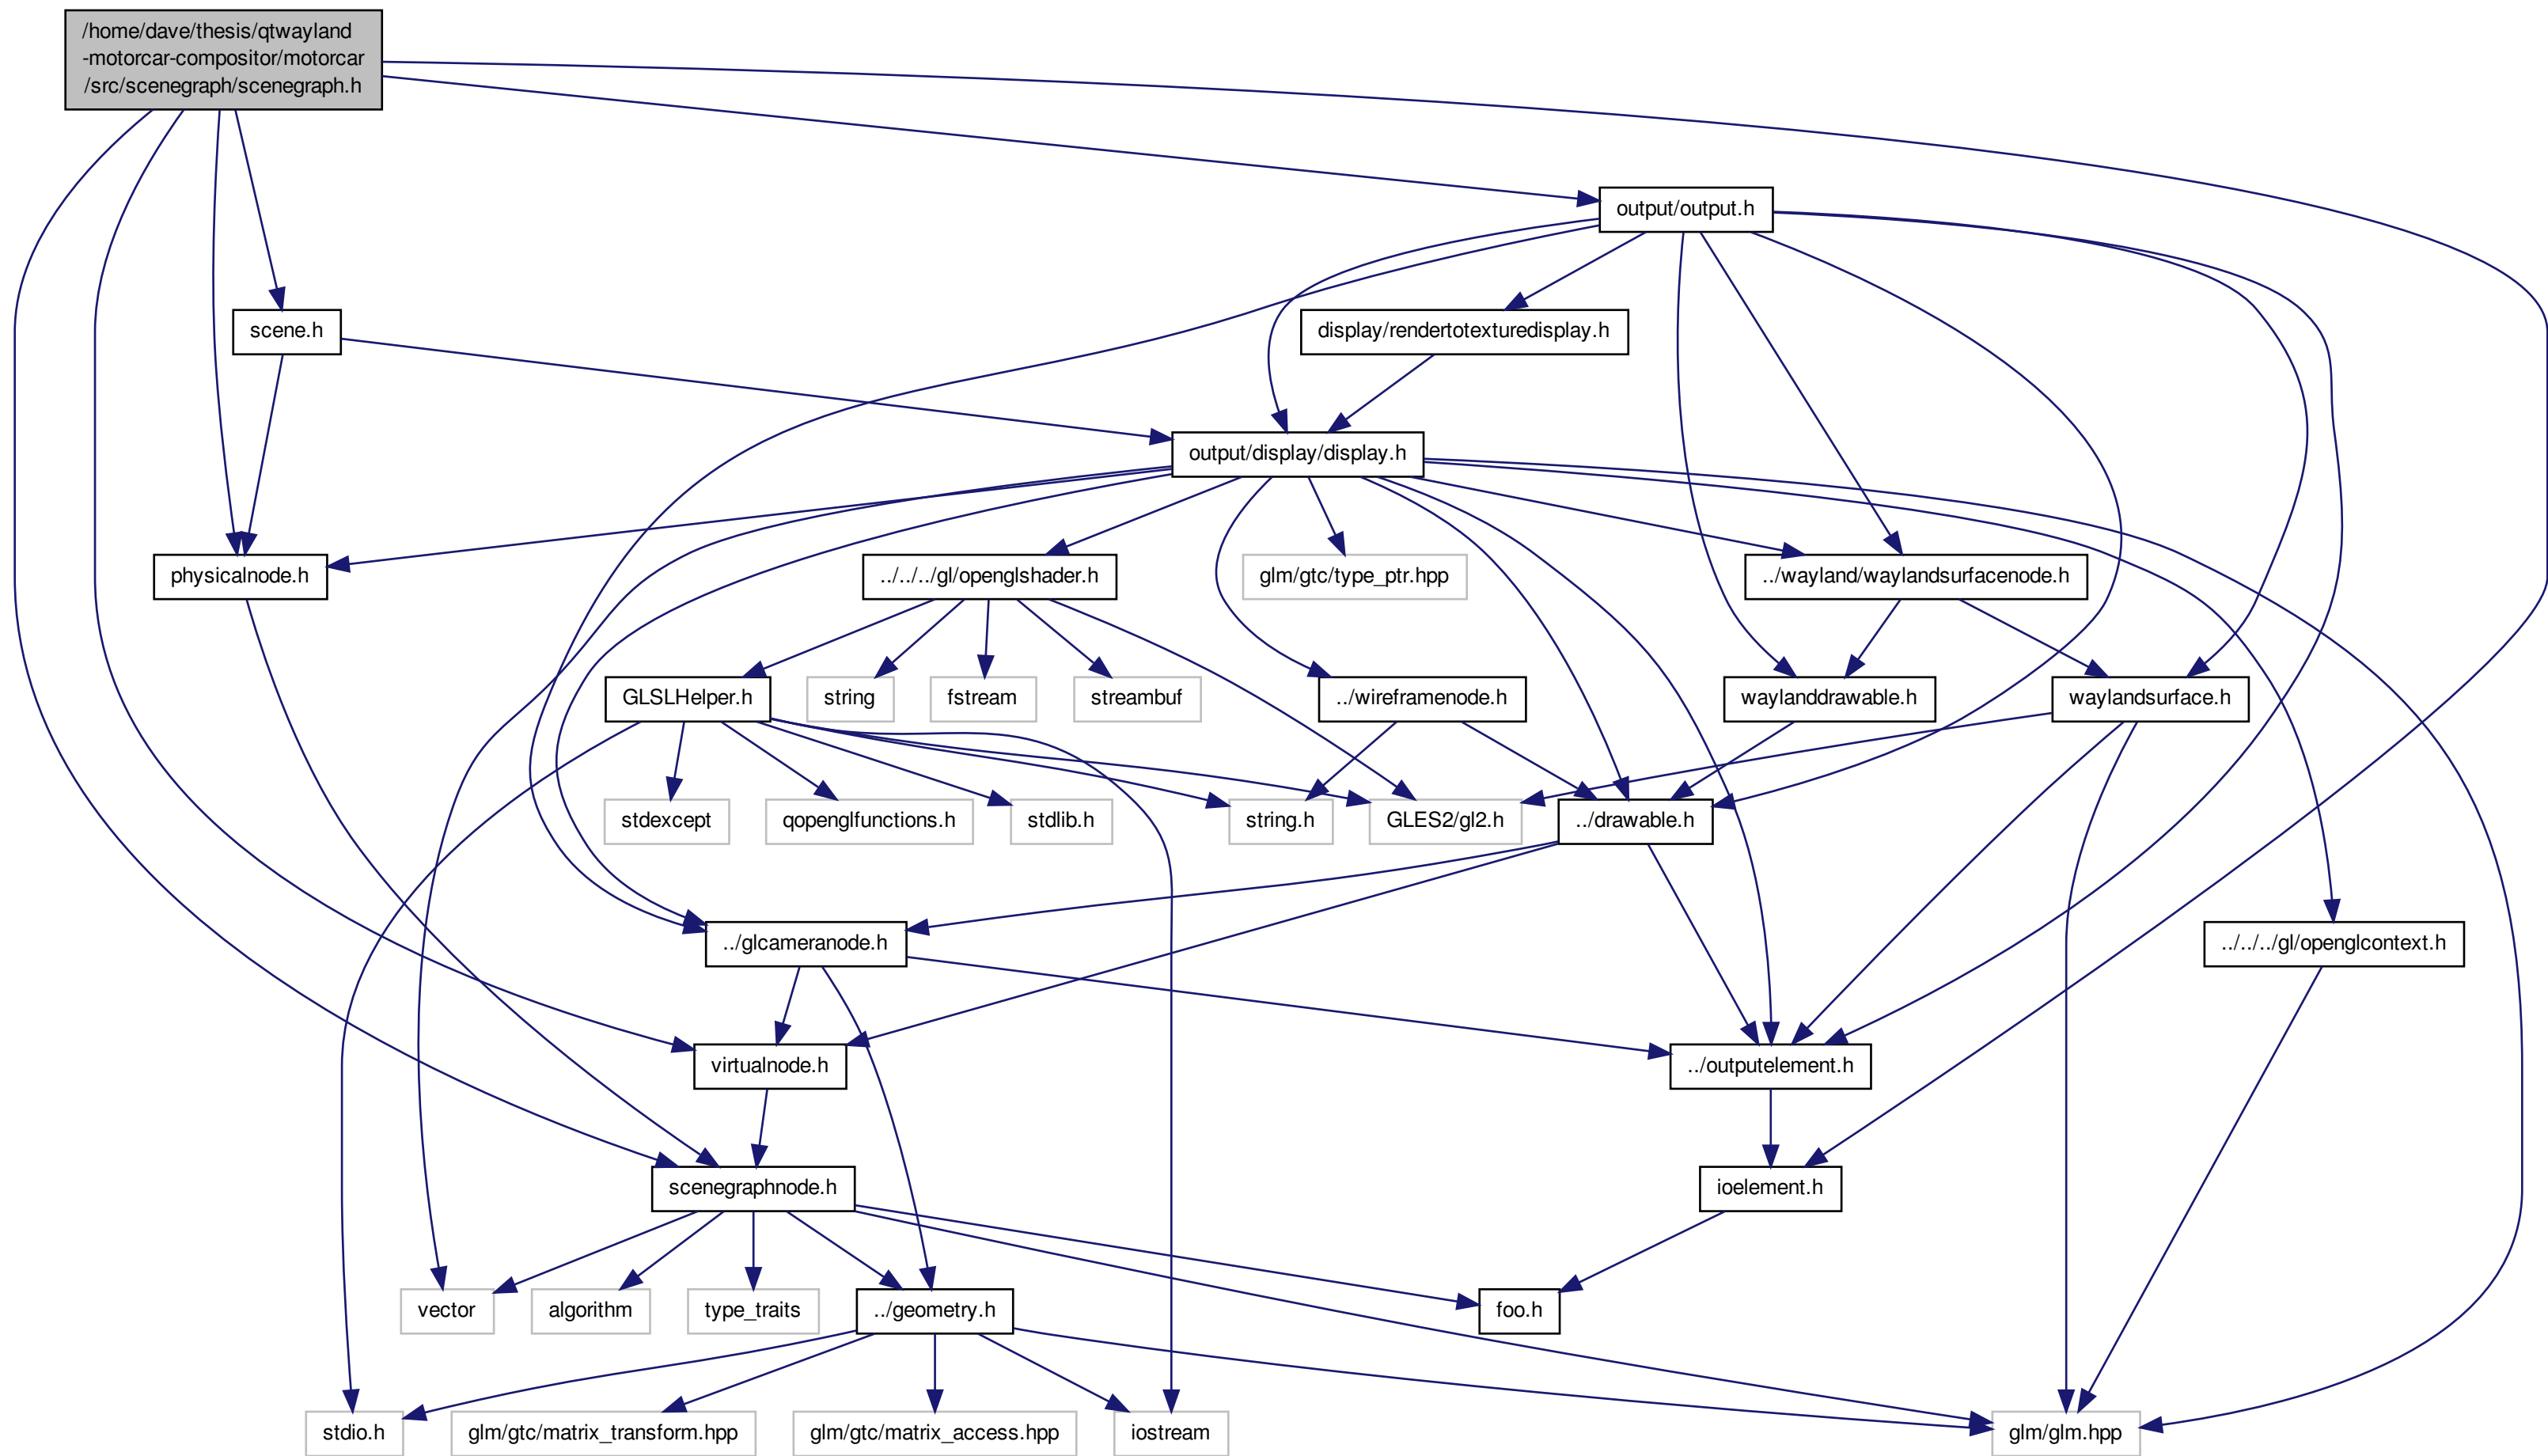 /home/dave/thesis/qtwayland
-motorcar-compositor/motorcar
/src/scenegraph/scenegraph.h
output/output.h
scene.h
display/rendertotexturedisplay.h
output/display/display.h
physicalnode.h
../../../gl/openglshader.h
glm/gtc/type_ptr.hpp
../wayland/waylandsurfacenode.h
GLSLHelper.h
string
fstream
streambuf
../wireframenode.h
waylanddrawable.h
waylandsurface.h
stdexcept
qopenglfunctions.h
stdlib.h
string.h
GLES2/gl2.h
../drawable.h
../glcameranode.h
../../../gl/openglcontext.h
virtualnode.h
../outputelement.h
scenegraphnode.h
ioelement.h
vector
algorithm
type_traits
../geometry.h
foo.h
stdio.h
glm/gtc/matrix_transform.hpp
glm/gtc/matrix_access.hpp
iostream
glm/glm.hpp